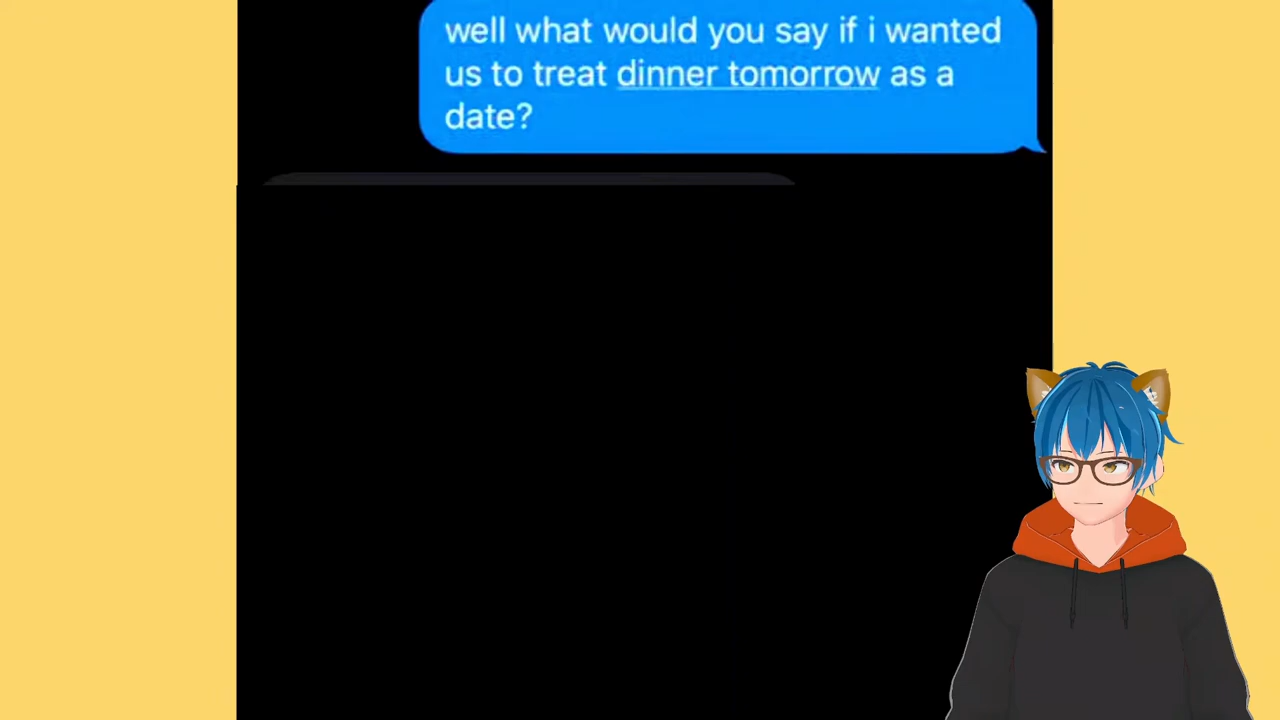 well what would you say if i wanted
us to treat dinner tomorrow as a
date?